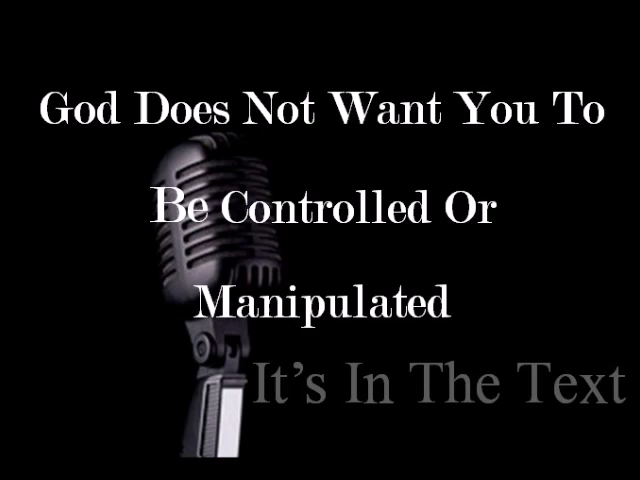 God Does Not Want You To
Be Controlled Or
Manipulated
It's In The Text